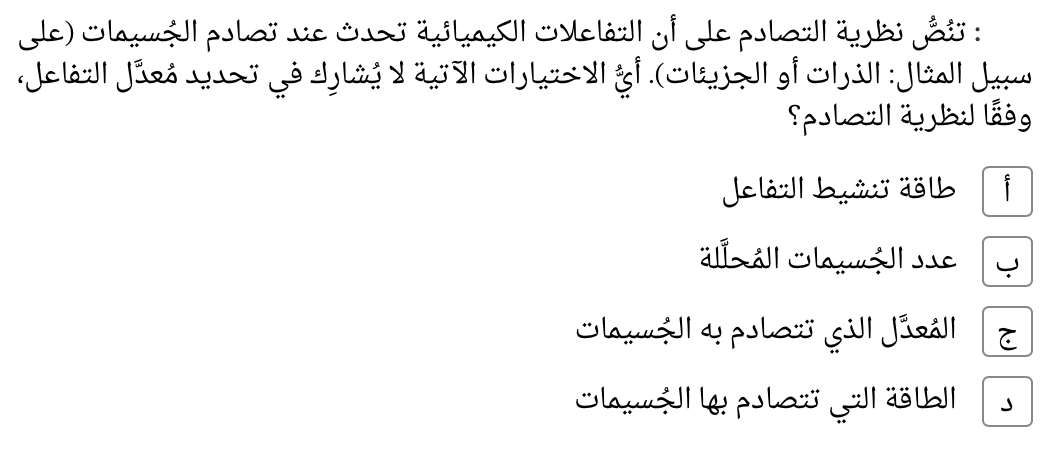 : تنُصُّ نظرية التصادم على أن التفاعلات الكيميائية تحدث عند تصادم الجُسيمات (على
سبيل المثال: الذرات أو الجزيئات). أيُّ الاختيارات الآتية لا يُشارِك في تحديد مُعدَّل التفاعل،
وفقًا لنظرية التصادم؟
أ طاقة تنشيط التفاعل
ب عدد الجُسيمات المُحلَّلة
ج المُعدَّل الذي تتصادم به الجُسيمات
د الطاقة التي تتصادم بها الجُسيمات